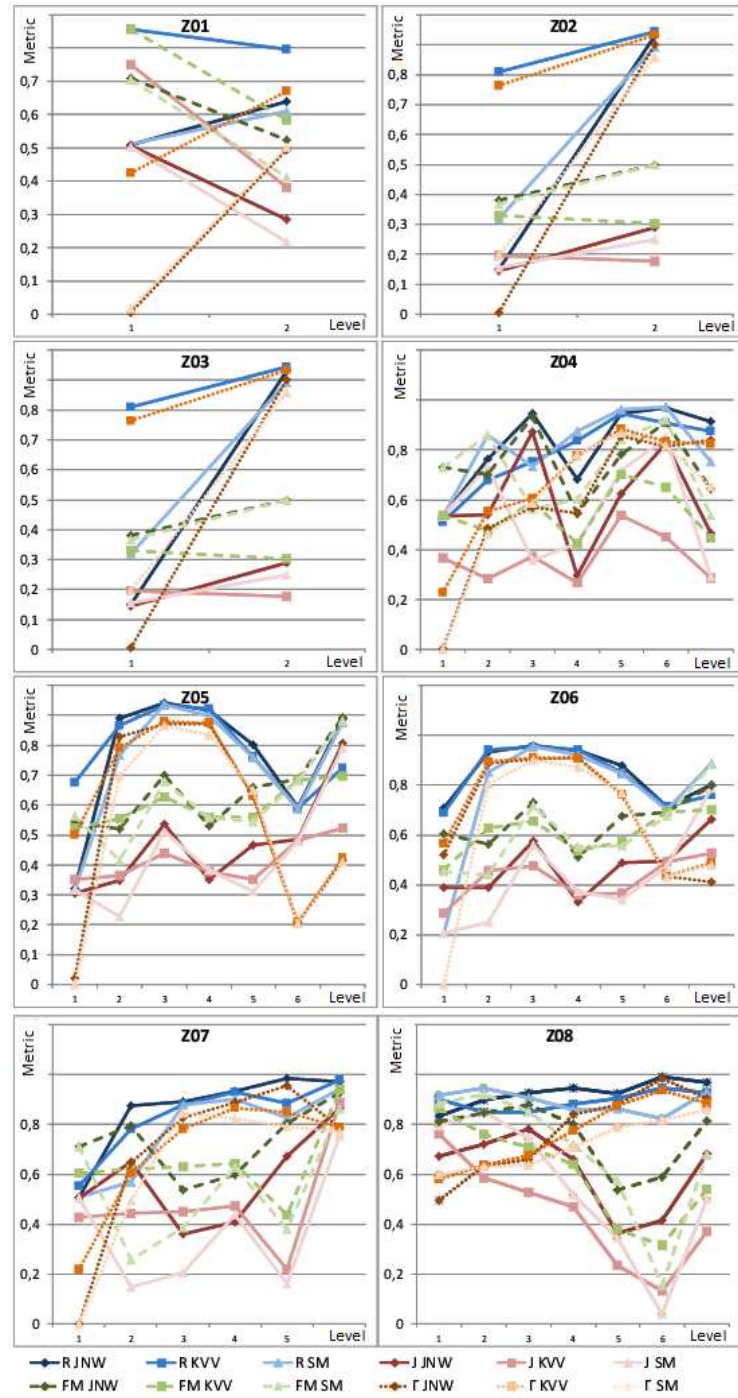 Z01
Metric
0,7
0,6
0,5
0,4
0,3
0,2
0,1
0
1 2 Level
Z02
Metric
0,8
0,7
0,6
0,5
0,4
0,3
0,2
0,1
0
1 2 Level
Z03
Metric
0,8
0,7
0,6
0,5
0,4
0,3
0,2
0,1
0
1 2 Level
Z04
Metric
0,8
0,6
0,4
0,2
0
1 2 3 4 5 6 Level
Z05
Metric
0,8
0,7
0,6
0,5
0,4
0,3
0,2
0,1
0
1 2 3 4 5 6 Level
Z06
Metric
0,8
0,6
0,4
0,2
0
1 2 3 4 5 6 Level
Z07
Metric
1
0,8
0,6
0,4
0,2
0
1 2 3 4 5 Level
Z08
Metric
1
0,8
0,6
0,4
0,2
0
1 2 3 4 5 6 Level
R JNW R KVV R SM J JNW J KVV J SM
FM JNW FM KVV FM SM Γ JNW Γ KVV Γ SM